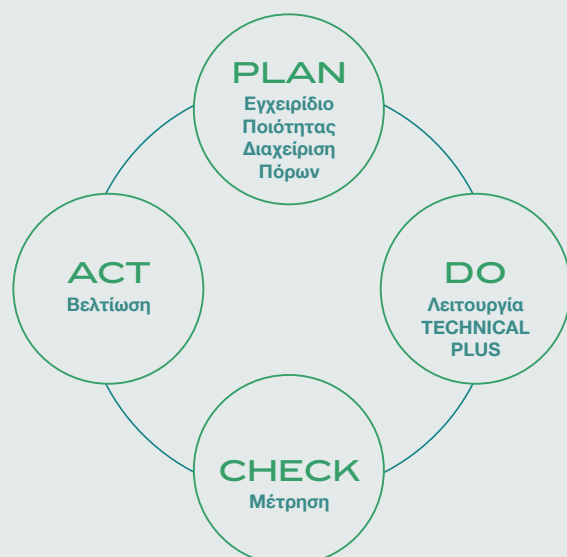 PLAN
Εγχειρίδιο
Ποιότητας
Διαχείριση
Πόρων
ACT
Βελτίωση
DO
Λειτουργία
TECHNICAL
PLUS
CHECK
Μέτρηση